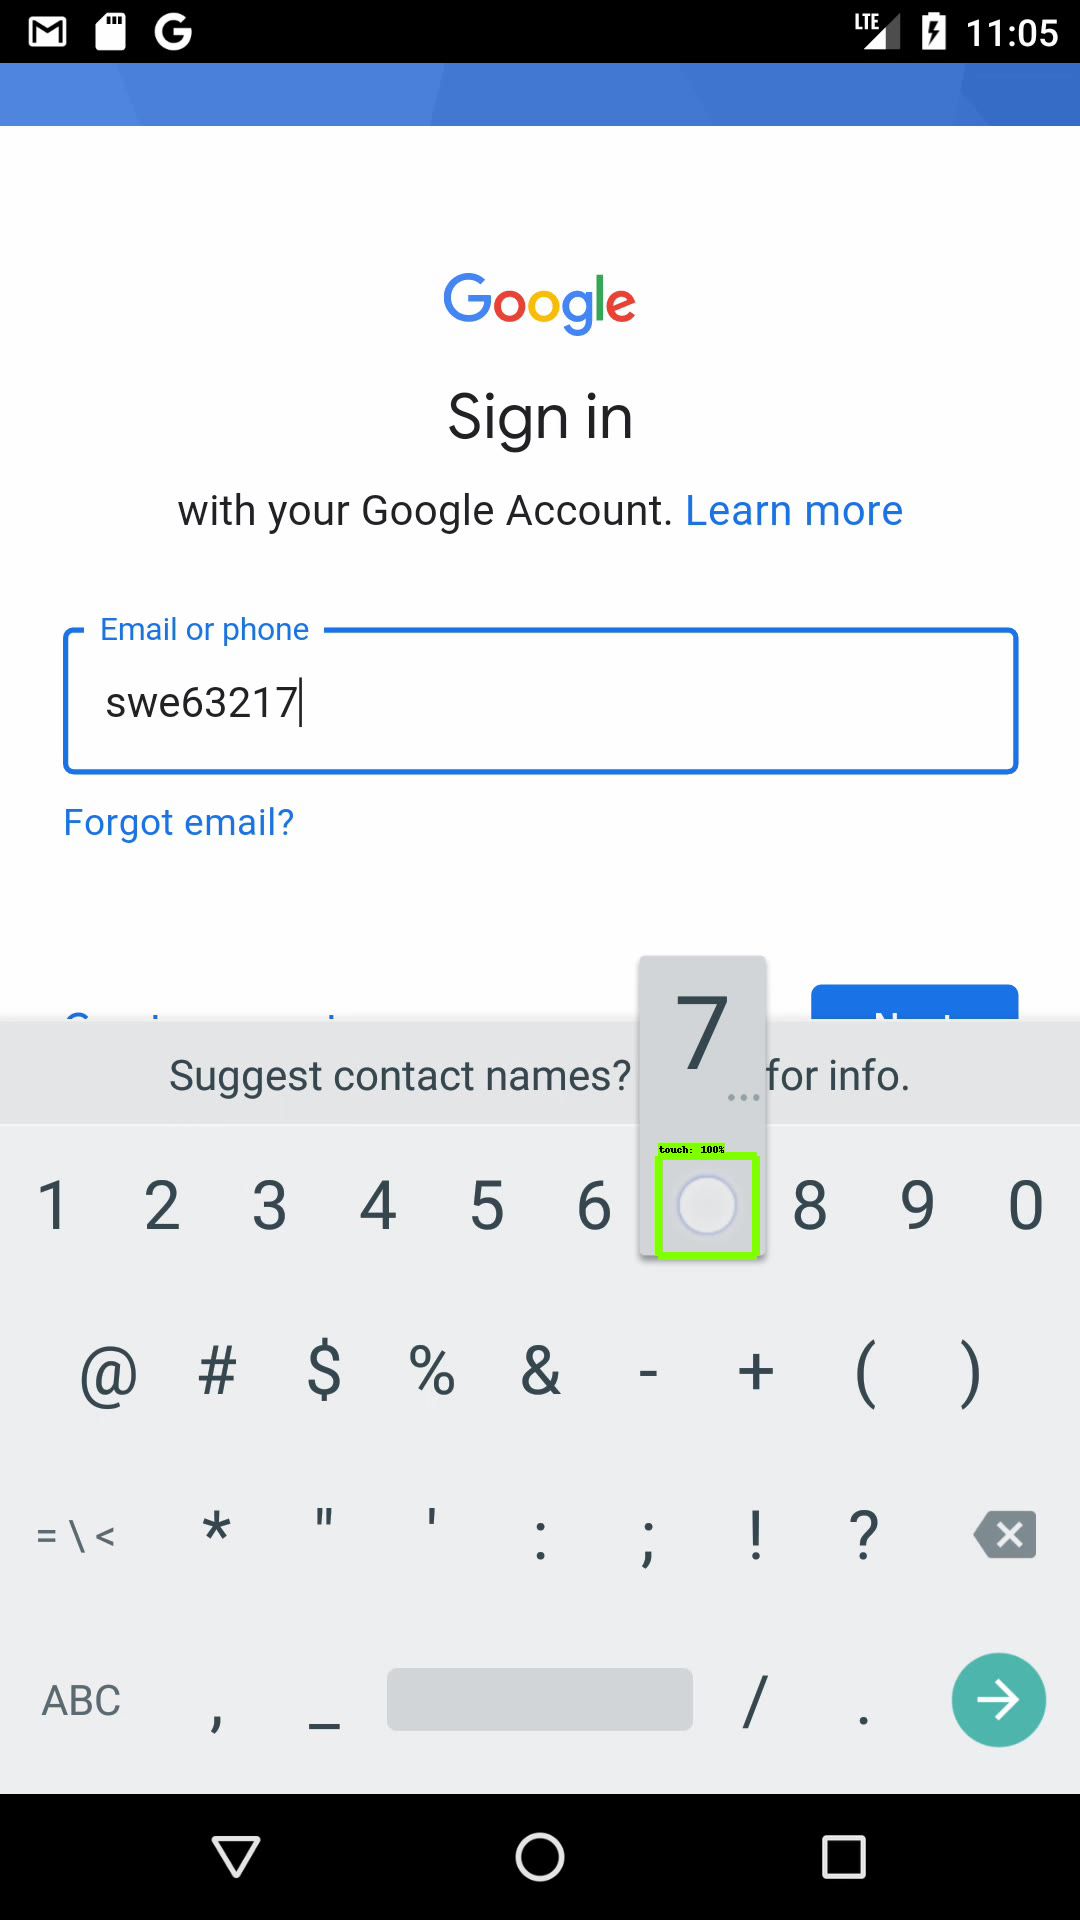 LTE 11:05
Google
Sign in
with your Google Account. Learn more
Email or phone
swe63217
Forgot email?
7
...
Suggest contact names? for info.
touch: 100%
1 2 3 4 5 6 8 9 0
@ # $ % & - + ( )
= \ < * " ' : ; ! ?
ABC , _ / .